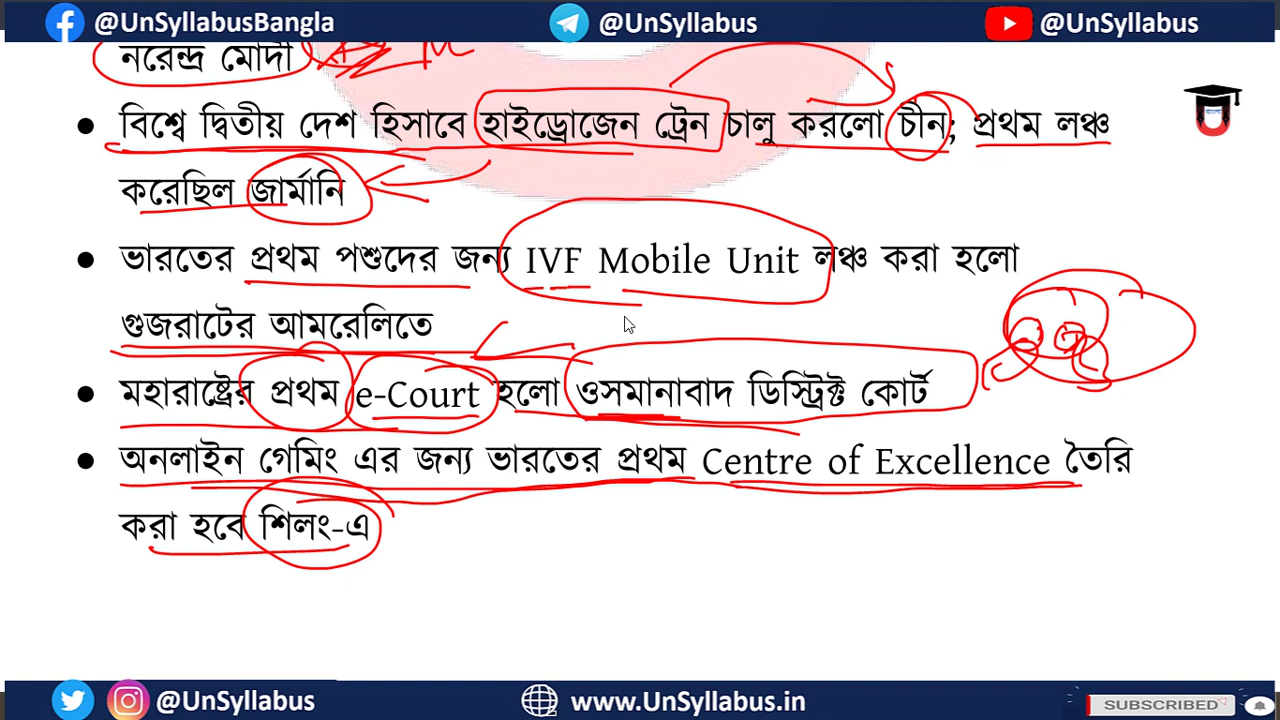 @UnSyllabusBangla @UnSyllabus @UnSyllabus
নরেন্দ্র মোদী
● বিশ্বে দ্বিতীয় দেশ হিসাবে হাইড্রোজেন ট্রেন চালু করলো চীন; প্রথম লঞ্চ
করেছিল জার্মানি
● ভারতের প্রথম পশুদের জন্য IVF Mobile Unit লঞ্চ করা হলো
গুজরাটের আমরেলিতে
● মহারাষ্ট্রের প্রথম e-Court হলো ওসমানাবাদ ডিস্ট্রিক্ট কোর্ট
● অনলাইন গেমিং এর জন্য ভারতের প্রথম Centre of Excellence তৈরি
করা হবে শিলং-এ
@UnSyllabus www.UnSyllabus.in SUBSCRIBED